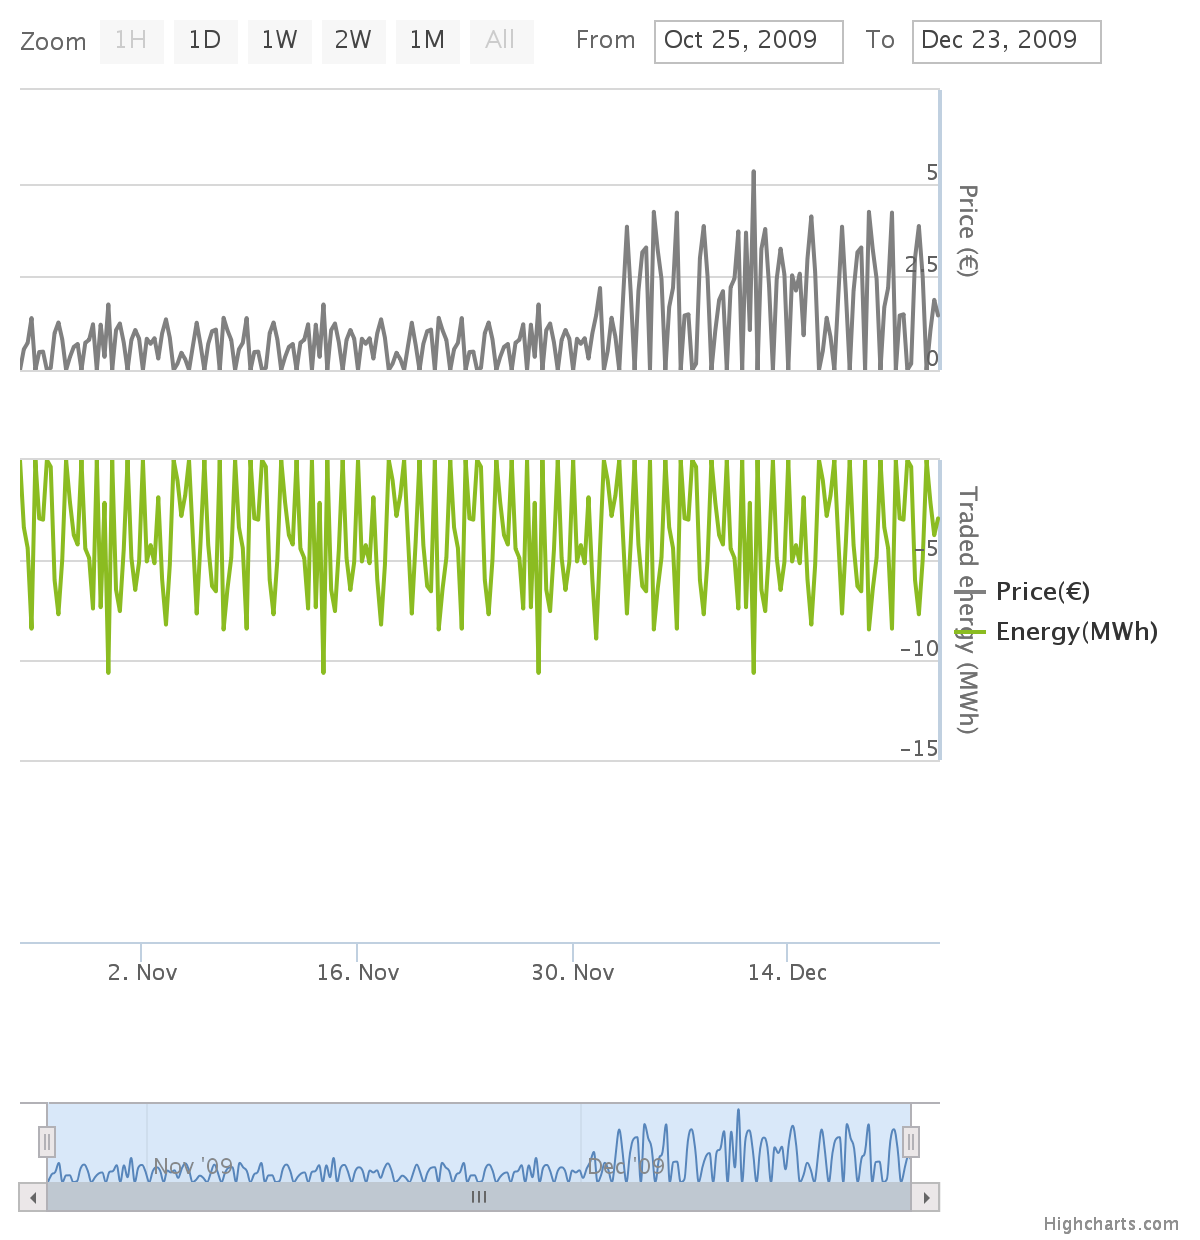 Zoom 1H 1D 1W 2W 1M All From Oct 25, 2009 To Dec 23, 2009
5
2.5
0
Price (€)
−5
−10
−15
Traded energy (MWh)
Price(€)
Energy(MWh)
2. Nov 16. Nov 30. Nov 14. Dec
Nov '09 Dec '09
Highcharts.com